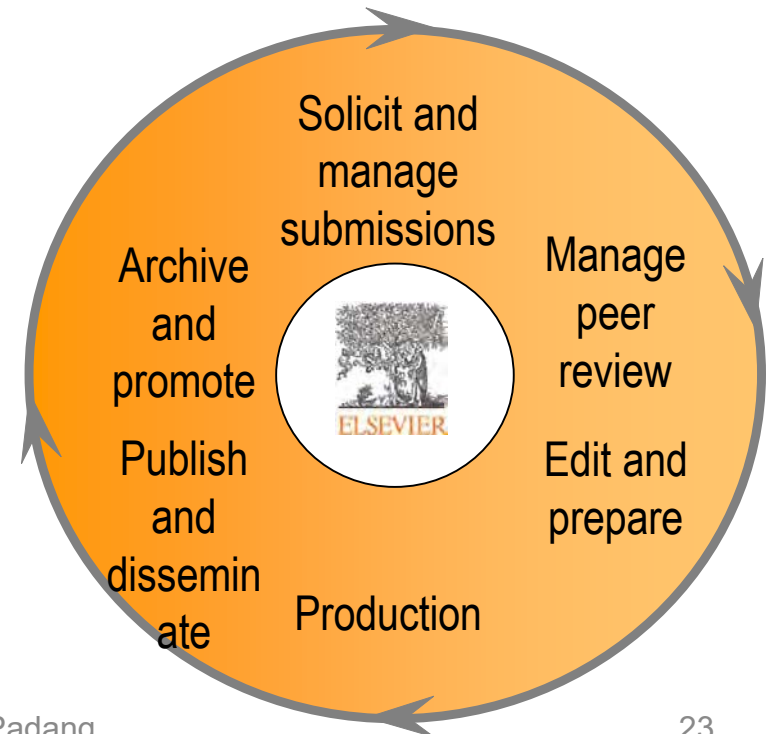 Solicit and
manage
submissions
Manage
peer
review
Edit and
prepare
Production
Publish
and
dissemin
ate
Archive
and
promote
ELSEVIER
Padang
23